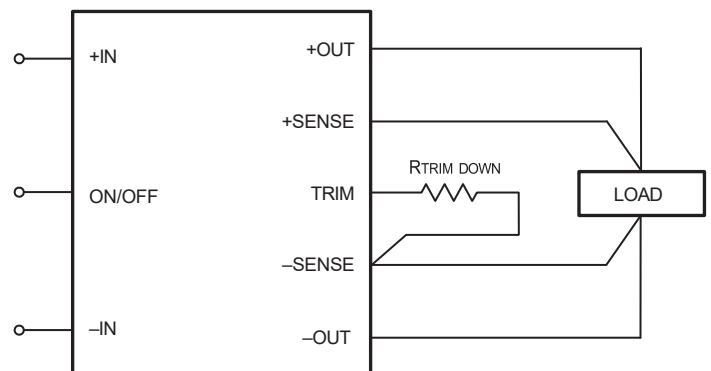 +IN
ON/OFF
–IN
+OUT
+SENSE
TRIM
–SENSE
–OUT
RTRIM DOWN
LOAD